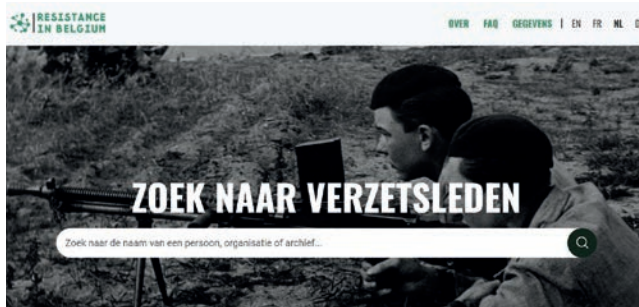 RESISTANCE
IN BELGIUM
OVER FAQ GEGEVENS | EN FR NL
ZOEK NAAR VERZETSLEDEN
Zoek naar de naam van een persoon, organisatie of archief...